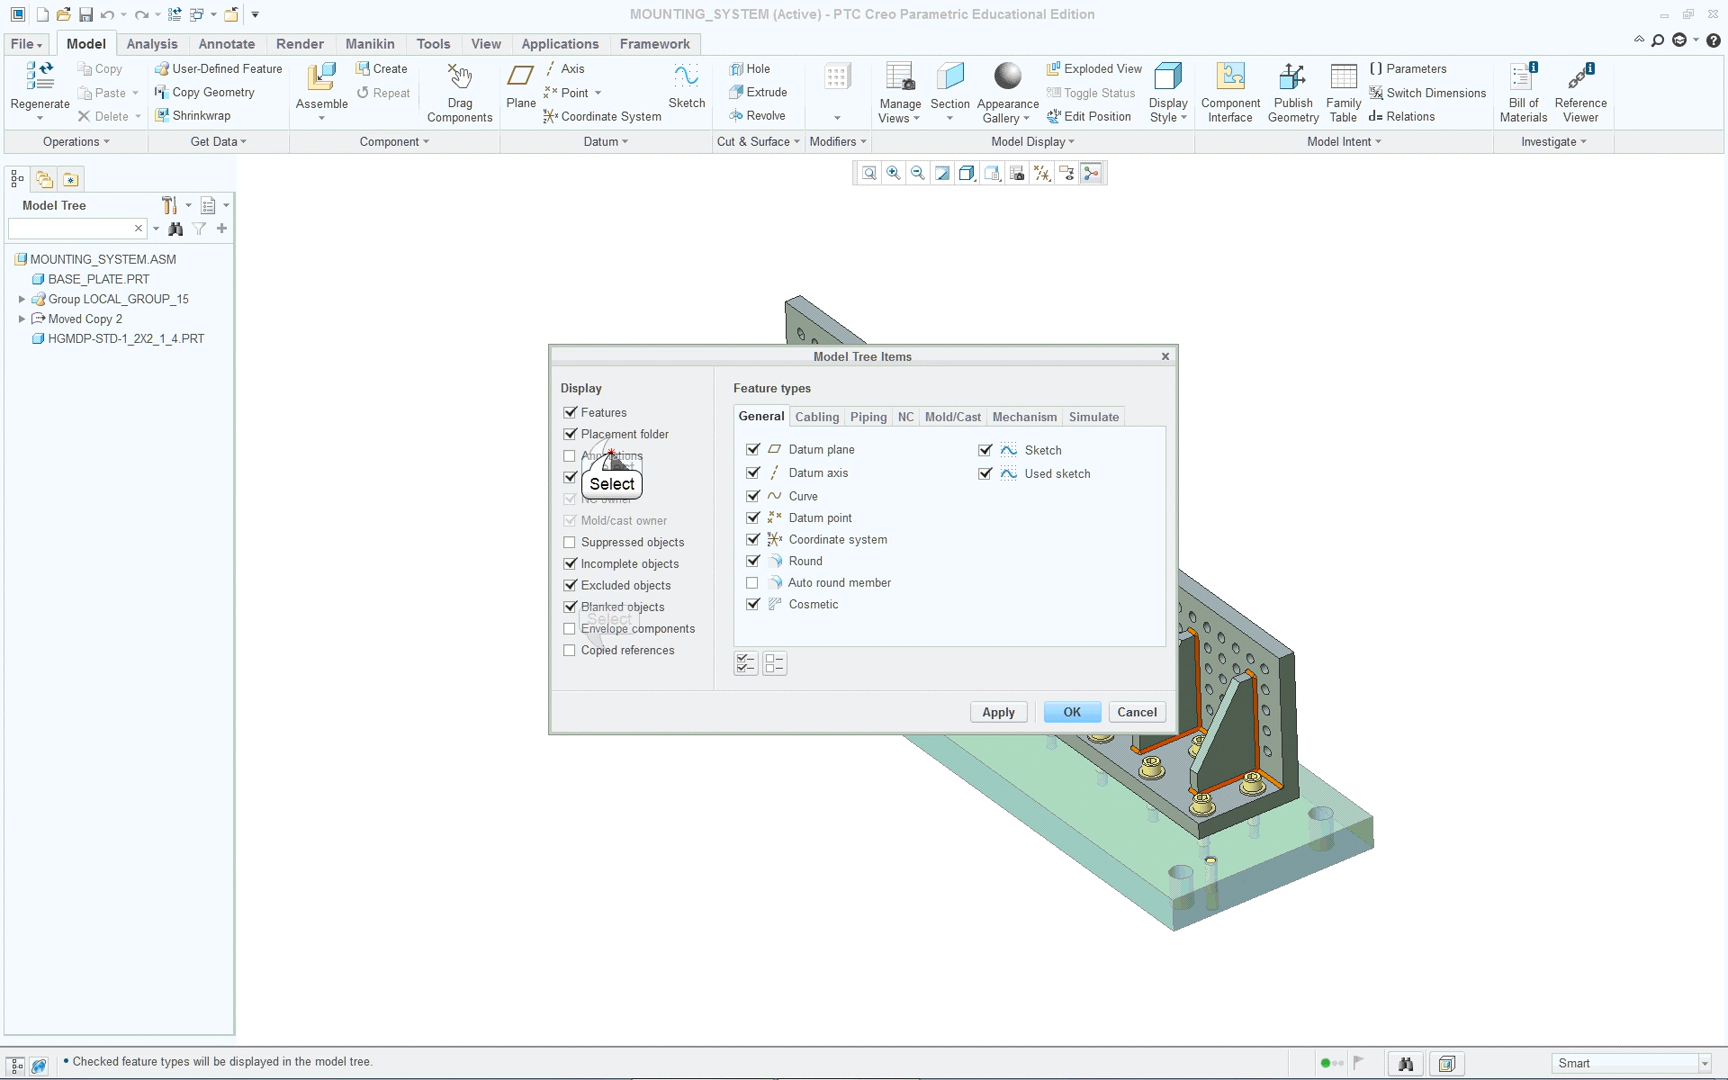 MOUNTING_SYSTEM (Active) - PTC Creo Parametric Educational Edition
File Model Analysis Annotate Render Manikin Tools View Applications Framework
Regenerate
Copy
Paste
Delete
User-Defined Feature
Copy Geometry
Shrinkwrap
Assemble
Create
Repeat
Drag
Components
Plane
Axis
Point
Coordinate System
Sketch
Hole
Extrude
Revolve
Manage
Views
Section
Appearance
Gallery
Exploded View
Toggle Status
Edit Position
Display
Style
Component
Interface
Publish
Geometry
Family
Table
Parameters
Switch Dimensions
d= Relations
Bill of
Materials
Reference
Viewer
Operations Get Data Component Datum Cut & Surface Modifiers Model Display Model Intent Investigate
Model Tree
MOUNTING_SYSTEM.ASM
BASE_PLATE.PRT
Group LOCAL_GROUP_15
Moved Copy 2
HGMDP-STD-1_2X2_1_4.PRT
Model Tree Items
Display
Features
Placement folder
Annotations
Select
Mold/cast owner
Suppressed objects
Incomplete objects
Excluded objects
Blanked objects
Select
Envelope components
Copied references
Feature types
General Cabling Piping NC Mold/Cast Mechanism Simulate
Datum plane
Datum axis
Curve
Datum point
Coordinate system
Round
Auto round member
Cosmetic
Sketch
Used sketch
Apply OK Cancel
• Checked feature types will be displayed in the model tree.
Smart